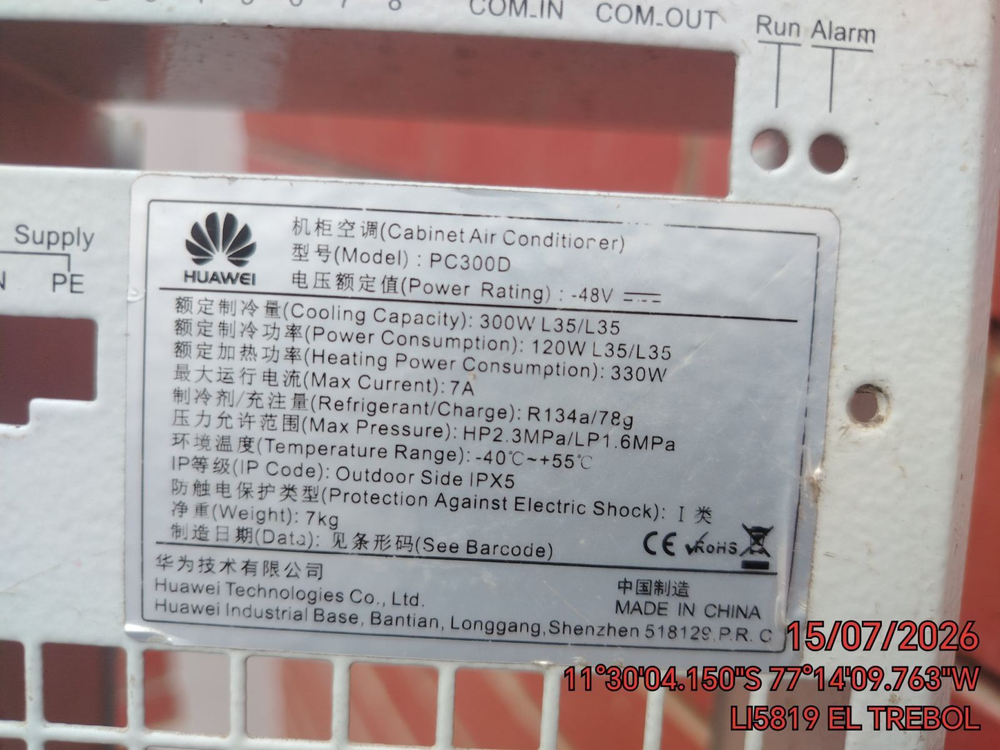 5 6 7 8
COM_IN COM_OUT
Run Alarm
Supply
N PE
HUAWEI
机柜空调(Cabinet Air Conditioner)
型号(Model) : PC300D
电压额定值(Power Rating) : -48V
额定制冷量(Cooling Capacity): 300W L35/L35
额定制冷功率(Power Consumption): 120W L35/L35
额定加热功率(Heating Power Consumption): 330W
最大运行电流(Max Current): 7A
制冷剂/充注量(Refrigerant/Charge): R134a/78g
压力允许范围(Max Pressure): HP2.3MPa/LP1.6MPa
环境温度(Temperature Range): -40℃~+55℃
IP等级(IP Code): Outdoor Side IPX5
防触电保护类型(Protection Against Electric Shock): I 类
净重(Weight): 7kg
制造日期(Data): 见条形码(See Barcode)
CE RoHS
华为技术有限公司
Huawei Technologies Co., Ltd.
Huawei Industrial Base, Bantian, Longgang,Shenzhen 518129,P.R. C
中国制造
MADE IN CHINA
15/07/2026
11°30'04.150"S 77°14'09.763"W
LI5819 EL TREBOL